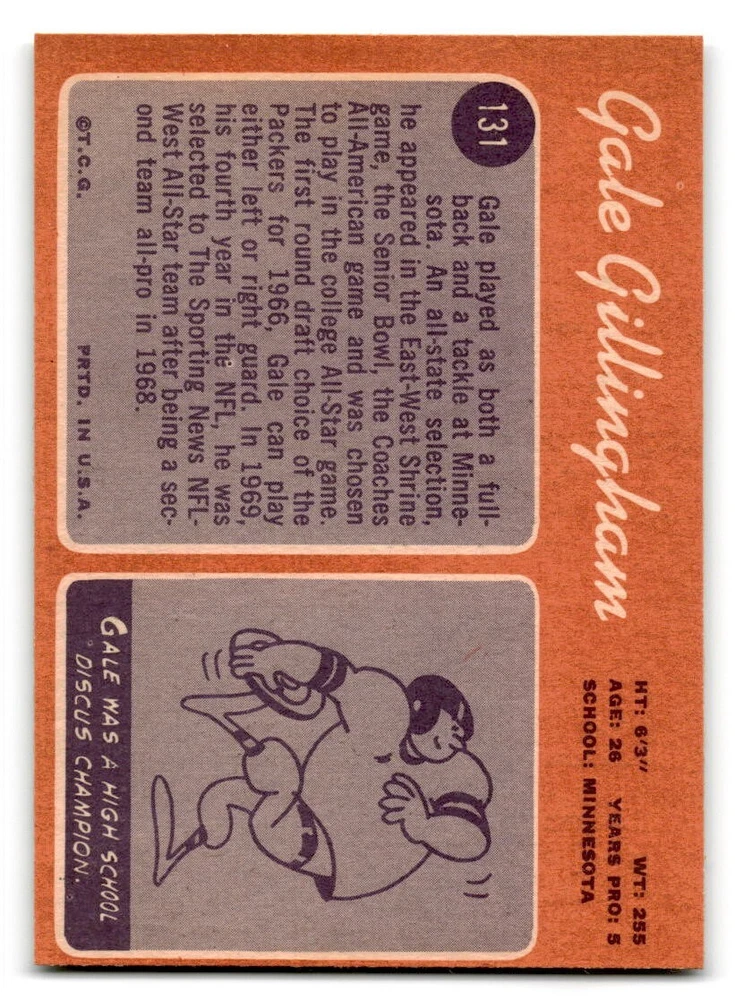 Gale Gillingham
HT: 6'3" WT: 255
AGE: 26 YEARS PRO: 5
SCHOOL: MINNESOTA
131
Gale played as both a full-
back and a tackle at Minne-
sota. An all-state selection,
he appeared in the East-West Shrine
game, the Senior Bowl, the Coaches
All-American game and was chosen
to play in the college All-Star game.
The first round draft choice of the
Packers for 1966, Gale can play
either left or right guard. In 1969,
his fourth year in the NFL, he was
selected to The Sporting News NFL-
West All-Star team after being a sec-
ond team all-pro in 1968.
©T.C.G. PRTD. IN U.S.A.
GALE WAS A HIGH SCHOOL
DISCUS CHAMPION.